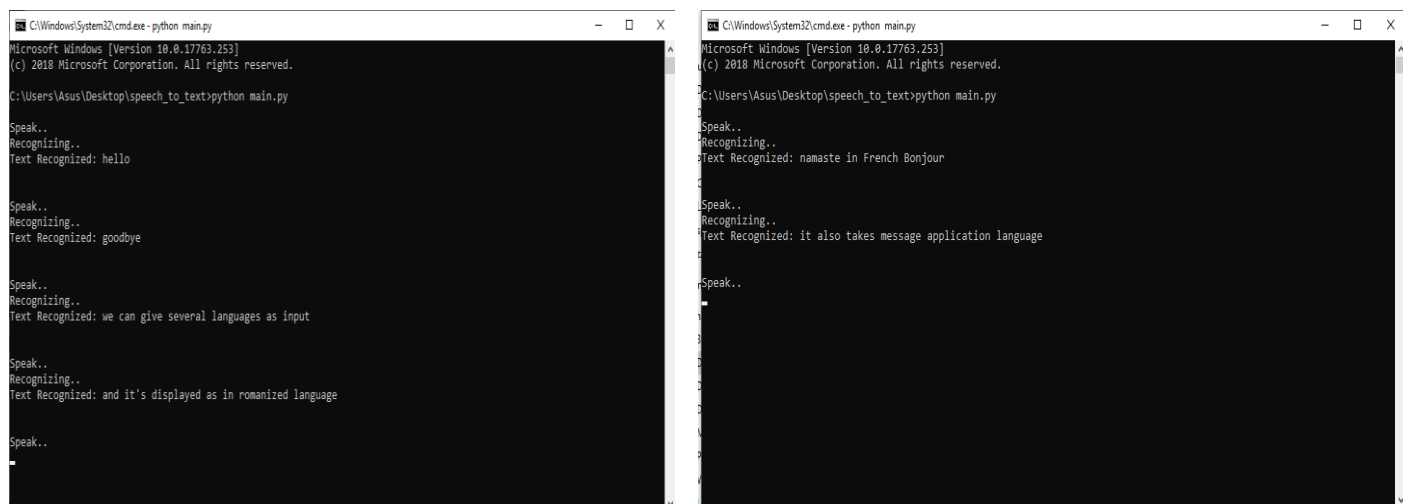 C:\Windows\System32\cmd.exe - python main.py
Microsoft Windows [Version 10.0.17763.253]
(c) 2018 Microsoft Corporation. All rights reserved.
C:\Users\Asus\Desktop\speech_to_text>python main.py
Speak..
Recognizing..
Text Recognized: hello
Speak..
Recognizing..
Text Recognized: goodbye
Speak..
Recognizing..
Text Recognized: we can give several languages as input
Speak..
Recognizing..
Text Recognized: and it's displayed as in romanized language
Speak..
C:\Windows\System32\cmd.exe - python main.py
Microsoft Windows [Version 10.0.17763.253]
(c) 2018 Microsoft Corporation. All rights reserved.
C:\Users\Asus\Desktop\speech_to_text>python main.py
Speak..
Recognizing..
Text Recognized: namaste in French Bonjour
Speak..
Recognizing..
Text Recognized: it also takes message application language
Speak..